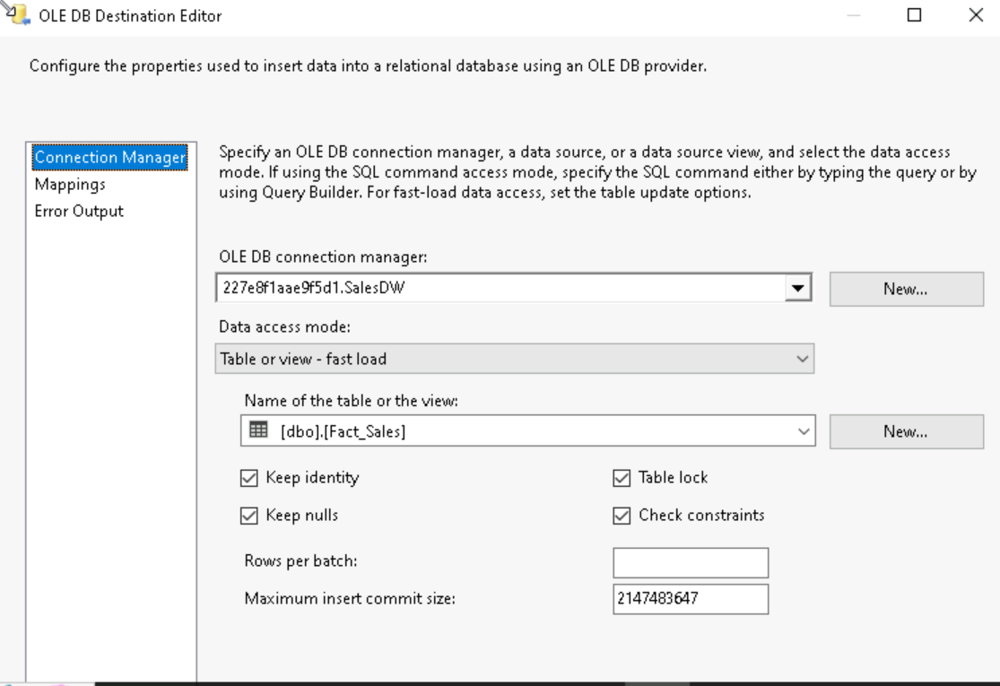 OLE DB Destination Editor
Configure the properties used to insert data into a relational database using an OLE DB provider.
Connection Manager
Mappings
Error Output
Specify an OLE DB connection manager, a data source, or a data source view, and select the data access
mode. If using the SQL command access mode, specify the SQL command either by typing the query or by
using Query Builder. For fast-load data access, set the table update options.
OLE DB connection manager:
227e8f1aae9f5d1.SalesDW
New...
Data access mode:
Table or view - fast load
Name of the table or the view:
[dbo].[Fact_Sales]
New...
Keep identity
Table lock
Keep nulls
Check constraints
Rows per batch:
Maximum insert commit size:
2147483647